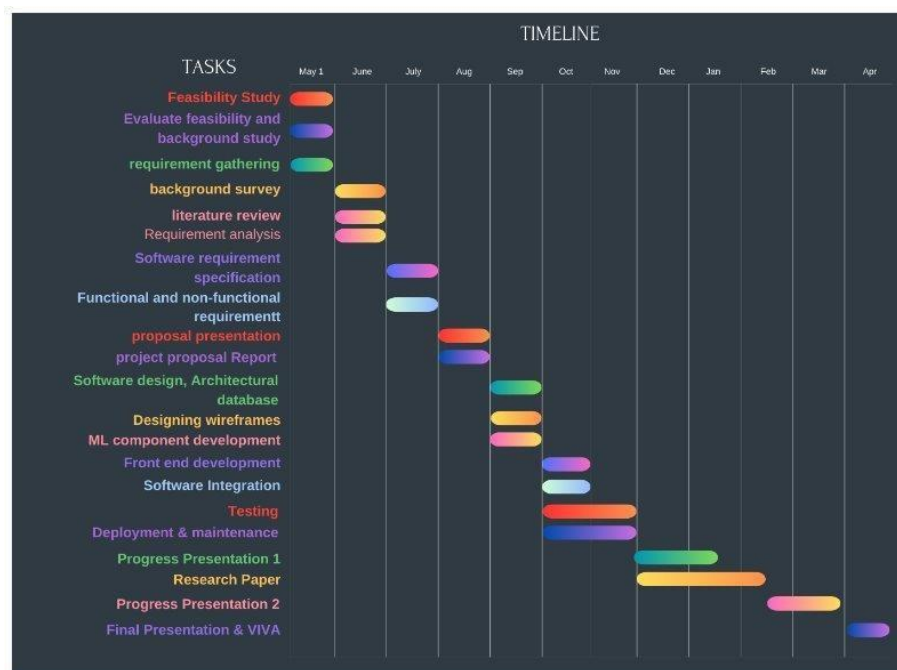 TIMELINE
TASKS
May 1 June July Aug Sep Oct Nov Dec Jan Feb Mar Apr
Feasibility Study
Evaluate feasibility and
background study
requirement gathering
background survey
literature review
Requirement analysis
Software requirement
specification
Functional and non-functional
requirementt
proposal presentation
project proposal Report
Software design, Architectural
database
Designing wireframes
ML component development
Front end development
Software Integration
Testing
Deployment & maintenance
Progress Presentation 1
Research Paper
Progress Presentation 2
Final Presentation & VIVA